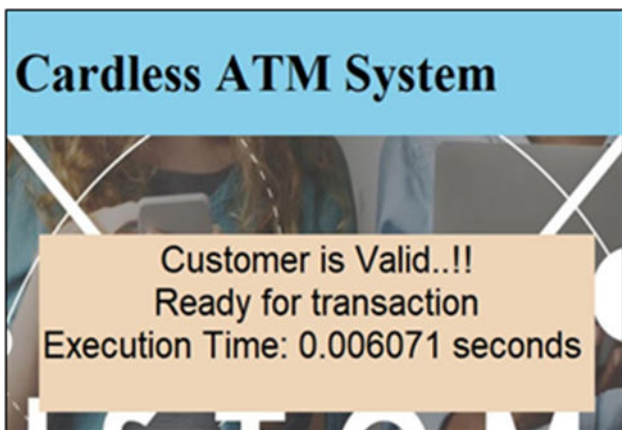 Cardless ATM System
Customer is Valid..!!
Ready for transaction
Execution Time: 0.006071 seconds